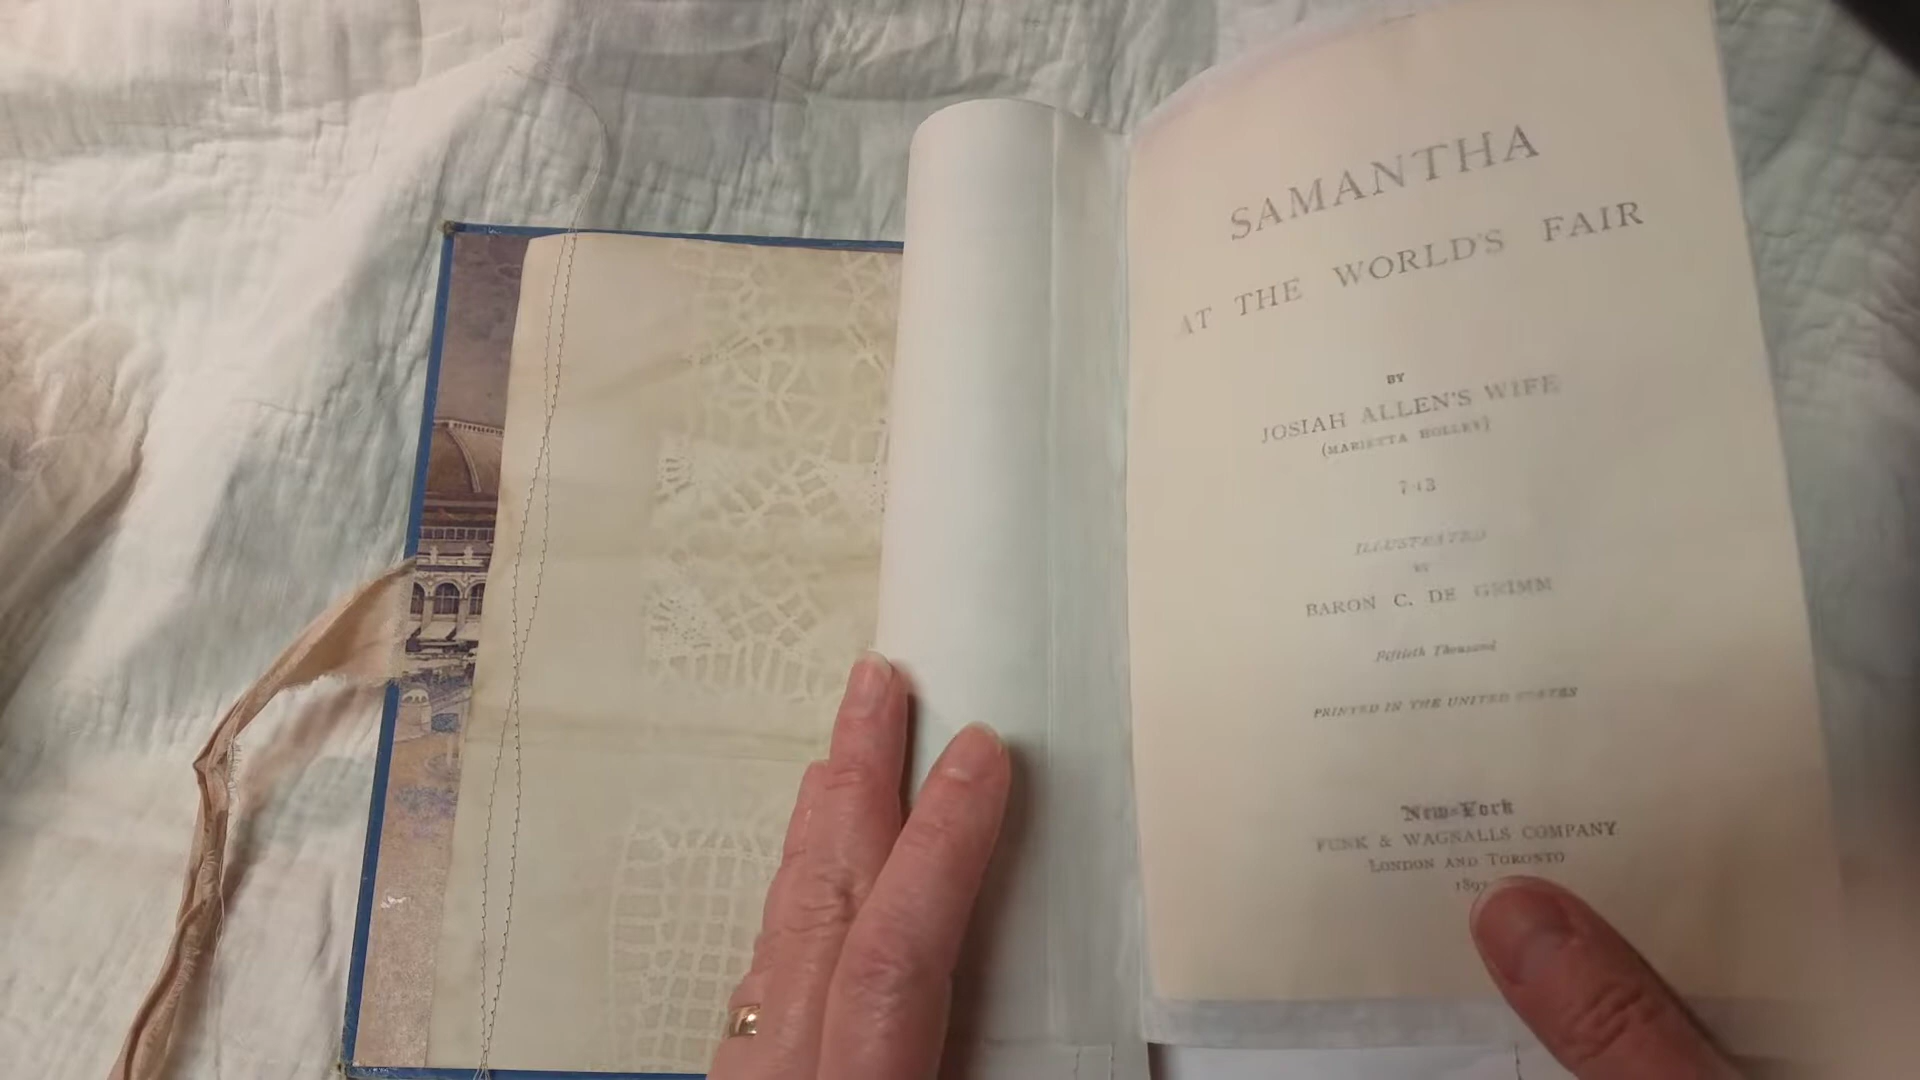 SAMANTHA
AT THE WORLD'S FAIR
BY
JOSIAH ALLEN'S WIFE
(MARIETTA HOLLEY)
743
ILLUSTRATED
BY
BARON C. DE GRIMM
Fiftieth Thousand
PRINTED IN THE UNITED STATES
New-York
FUNK & WAGNALLS COMPANY
LONDON AND TORONTO